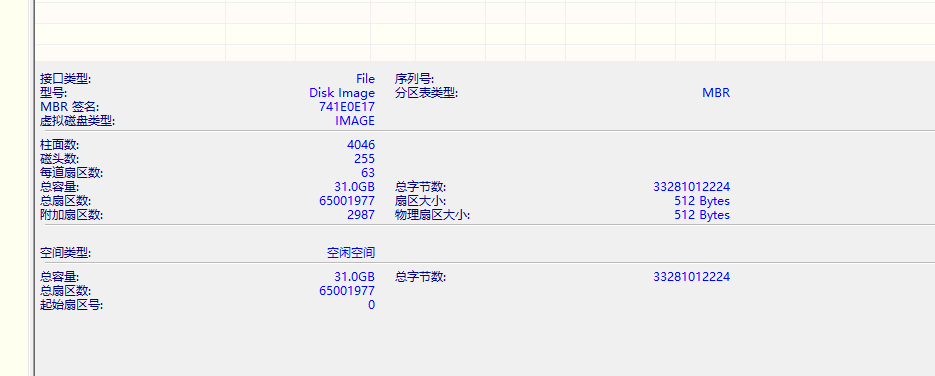 接口类型: File 序列号:
型号: Disk Image 分区表类型: MBR
MBR 签名: 741E0E17
虚拟磁盘类型: IMAGE
柱面数: 4046
磁头数: 255
每道扇区数: 63
总容量: 31.0GB 总字节数: 33281012224
总扇区数: 65001977 扇区大小: 512 Bytes
附加扇区数: 2987 物理扇区大小: 512 Bytes
空间类型: 空闲空间
总容量: 31.0GB 总字节数: 33281012224
总扇区数: 65001977
起始扇区号: 0